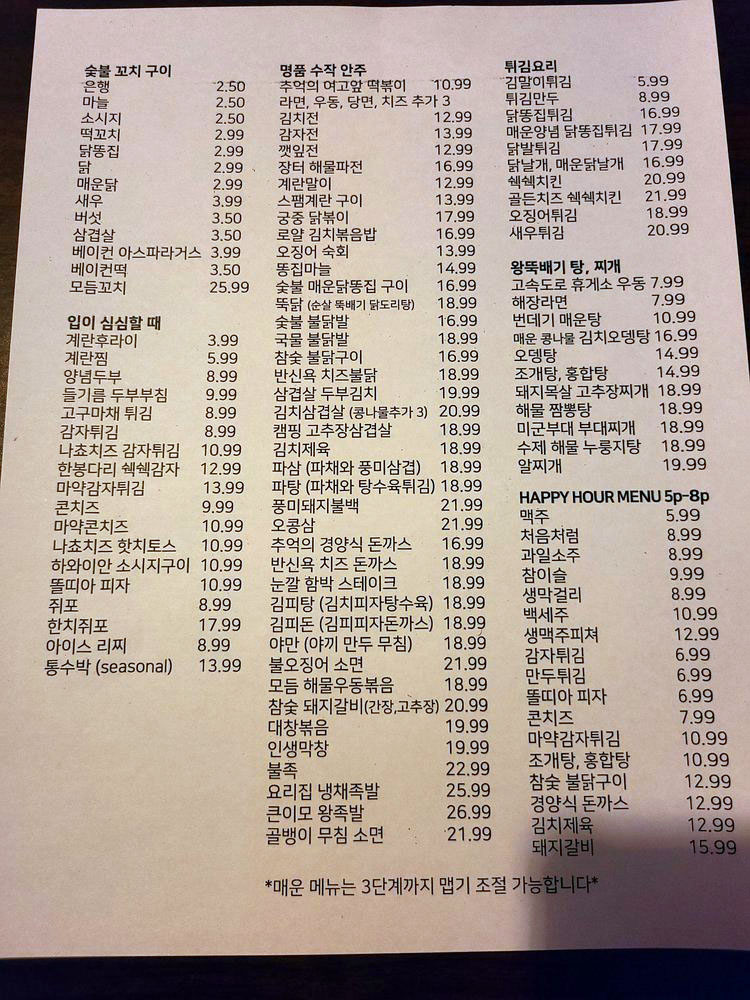 숯불 꼬치 구이
은행 2.50
마늘 2.50
소시지 2.50
떡꼬치 2.99
닭똥집 2.99
닭 2.99
매운닭 2.99
새우 3.99
버섯 3.50
삼겹살 3.50
베이컨 아스파라거스 3.99
베이컨떡 3.50
모듬꼬치 25.99
입이 심심할 때
계란후라이 3.99
계란찜 5.99
양념두부 8.99
들기름 두부부침 9.99
고구마채 튀김 8.99
감자튀김 8.99
나쵸치즈 감자튀김 10.99
한봉다리 쉑쉑감자 12.99
마약감자튀김 13.99
콘치즈 9.99
마약콘치즈 10.99
나쵸치즈 핫치토스 10.99
하와이안 소시지구이 10.99
똘띠아 피자 10.99
쥐포 8.99
한치쥐포 17.99
아이스 리찌 8.99
통수박 (seasonal) 13.99
명품 수작 안주
추억의 여고앞 떡볶이 10.99
라면, 우동, 당면, 치즈 추가 3
김치전 12.99
감자전 13.99
깻잎전 12.99
장터 해물파전 16.99
계란말이 12.99
스팸계란 구이 13.99
궁중 닭볶이 17.99
로얄 김치볶음밥 16.99
오징어 숙회 13.99
똥집마늘 14.99
숯불 매운닭똥집 구이 16.99
뚝닭 (순살 뚝배기 닭도리탕) 18.99
숯불 불닭발 16.99
국물 불닭발 18.99
참숯 불닭구이 16.99
반신욕 치즈불닭 18.99
삼겹살 두부김치 19.99
김치삼겹살 (콩나물추가 3) 20.99
캠핑 고추장삼겹살 18.99
김치제육 18.99
파삼 (파채와 풍미삼겹) 18.99
파탕 (파채와 탕수육튀김) 18.99
풍미돼지불백 21.99
오콩삼 21.99
추억의 경양식 돈까스 16.99
반신욕 치즈 돈까스 18.99
눈깔 함박 스테이크 18.99
김피탕 (김치피자탕수육) 18.99
김피돈 (김피피자돈까스) 18.99
야만 (야끼 만두 무침) 18.99
불오징어 소면 21.99
모듬 해물우동볶음 18.99
참숯 돼지갈비(간장,고추장) 20.99
대창볶음 19.99
인생막창 19.99
불족 22.99
요리집 냉채족발 25.99
큰이모 왕족발 26.99
골뱅이 무침 소면 21.99
튀김요리
김말이튀김 5.99
튀김만두 8.99
닭똥집튀김 16.99
매운양념 닭똥집튀김 17.99
닭발튀김 17.99
닭날개, 매운닭날개 16.99
쉑쉑치킨 20.99
골든치즈 쉑쉑치킨 21.99
오징어튀김 18.99
새우튀김 20.99
왕뚝배기 탕, 찌개
고속도로 휴게소 우동 7.99
해장라면 7.99
번데기 매운탕 10.99
매운 콩나물 김치오뎅탕 16.99
오뎅탕 14.99
조개탕, 홍합탕 14.99
돼지목살 고추장찌개 18.99
해물 짬뽕탕 18.99
미군부대 부대찌개 18.99
수제 해물 누룽지탕 18.99
알찌개 19.99
HAPPY HOUR MENU 5p-8p
맥주 5.99
처음처럼 8.99
과일소주 8.99
참이슬 9.99
생막걸리 8.99
백세주 10.99
생맥주피쳐 12.99
감자튀김 6.99
만두튀김 6.99
똘띠아 피자 6.99
콘치즈 7.99
마약감자튀김 10.99
조개탕, 홍합탕 10.99
참숯 불닭구이 12.99
경양식 돈까스 12.99
김치제육 12.99
돼지갈비 15.99
*매운 메뉴는 3단계까지 맵기 조절 가능합니다*